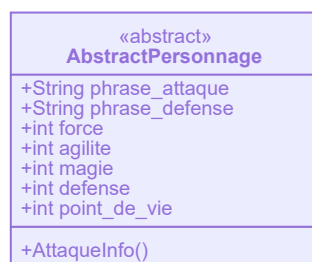 «abstract»
AbstractPersonnage
+String phrase_attaque
+String phrase_defense
+int force
+int agilite
+int magie
+int defense
+int point_de_vie
+AttaqueInfo()